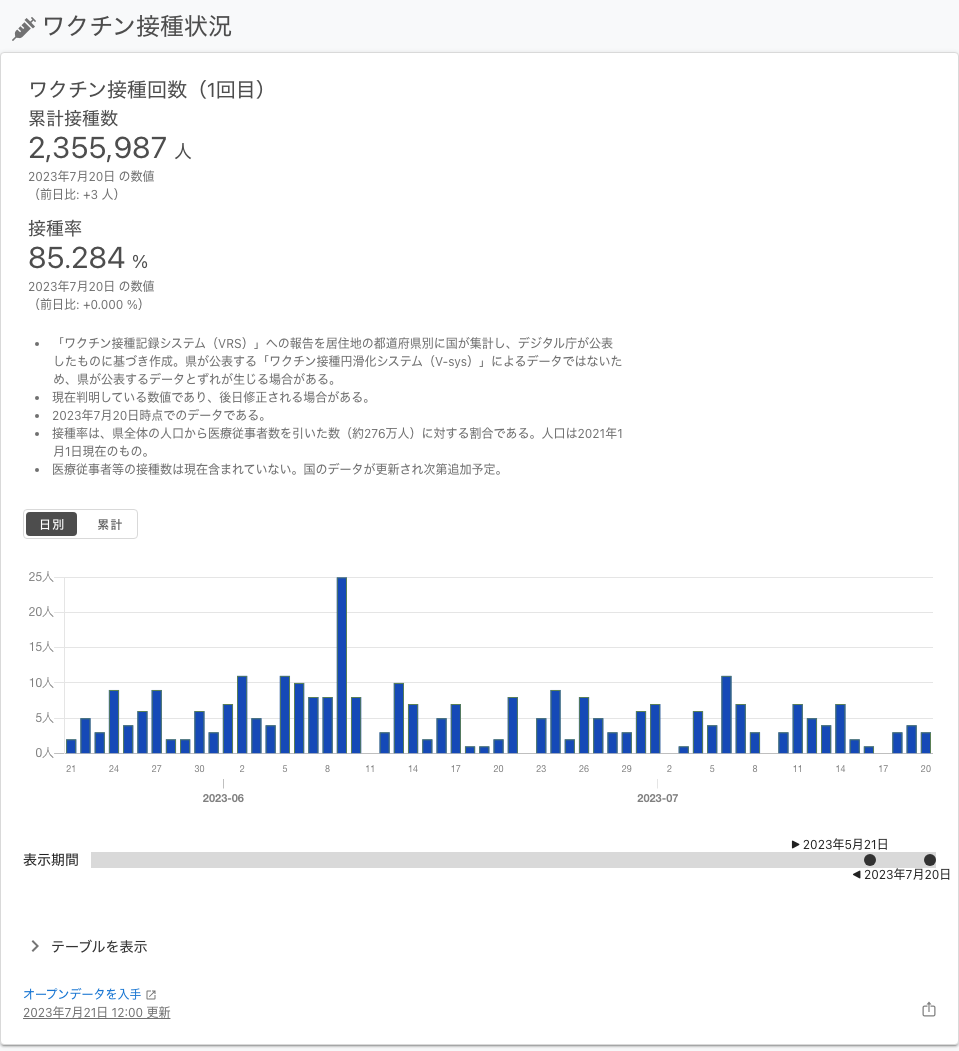 ワクチン接種状況
ワクチン接種回数（1回目）
累計接種数
2,355,987 人
2023年7月20日 の数値
（前日比: +3 人）
接種率
85.284 %
2023年7月20日 の数値
（前日比: +0.000 %）
• 「ワクチン接種記録システム（VRS）」への報告を居住地の都道府県別に国が集計し、デジタル庁が公表
したものに基づき作成。県が公表する「ワクチン接種円滑化システム（V-sys）」によるデータではないた
め、県が公表するデータとずれが生じる場合がある。
• 現在判明している数値であり、後日修正される場合がある。
• 2023年7月20日時点でのデータである。
• 接種率は、県全体の人口から医療従事者数を引いた数（約276万人）に対する割合である。人口は2021年1
月1日現在のもの。
• 医療従事者等の接種数は現在含まれていない。国のデータが更新され次第追加予定。
日別 累計
25人
20人
15人
10人
5人
0人
21 24 27 30 2 5 8 11 14 17 20 23 26 29 2 5 8 11 14 17 20
2023-06 2023-07
▶ 2023年5月21日
表示期間
◀ 2023年7月20日
テーブルを表示
オープンデータを入手
2023年7月21日 12:00 更新